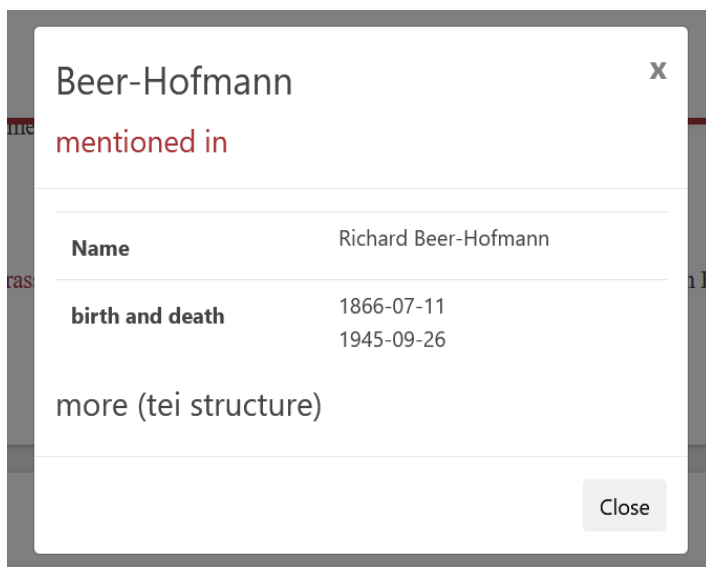 Beer-Hofmann
x
mentioned in
Name
Richard Beer-Hofmann
birth and death
1866-07-11
1945-09-26
more (tei structure)
Close